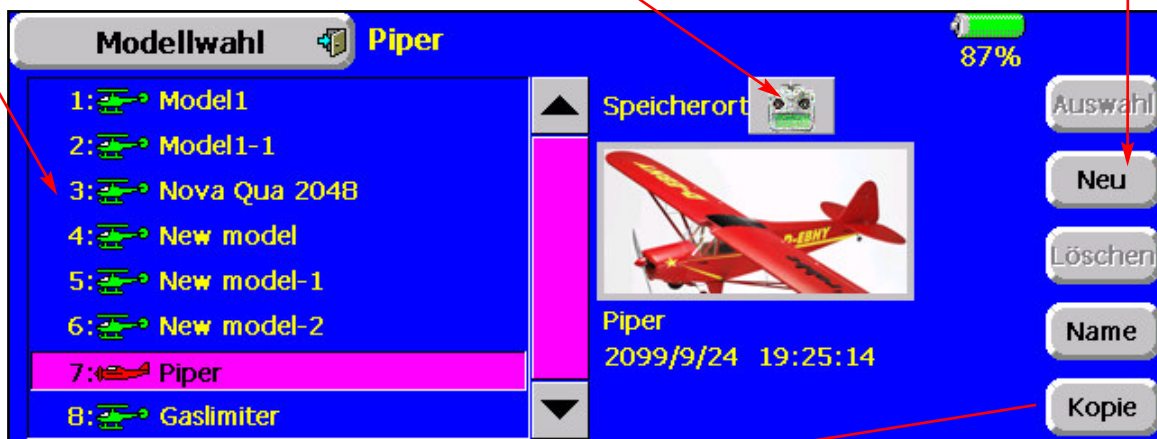 Modellwahl
Piper
87%
1: Model1
2: Model1-1
3: Nova Qua 2048
4: New model
5: New model-1
6: New model-2
7: Piper
8: Gaslimiter
Speicherort
D-EBHY
Piper
2099/9/24 19:25:14
Auswahl
Neu
Löschen
Name
Kopie